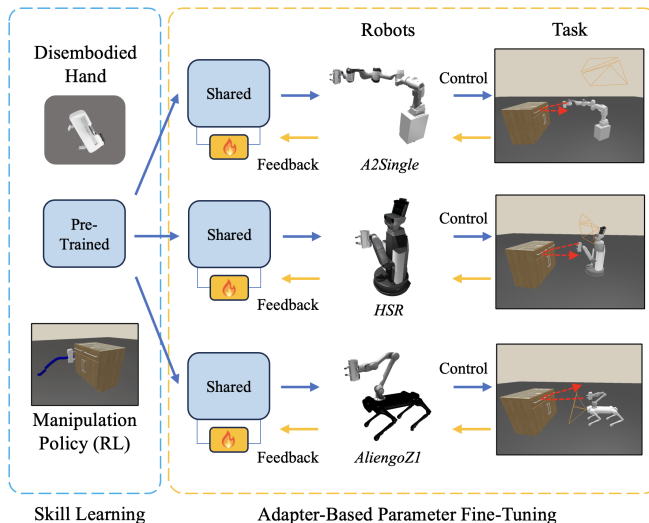 Disembodied
Hand
Pre-
Trained
Manipulation
Policy (RL)
Skill Learning
Robots
Task
Shared
Control
Feedback
A2Single
Shared
Control
Feedback
HSR
Shared
Control
Feedback
AliengoZ1
Adapter-Based Parameter Fine-Tuning